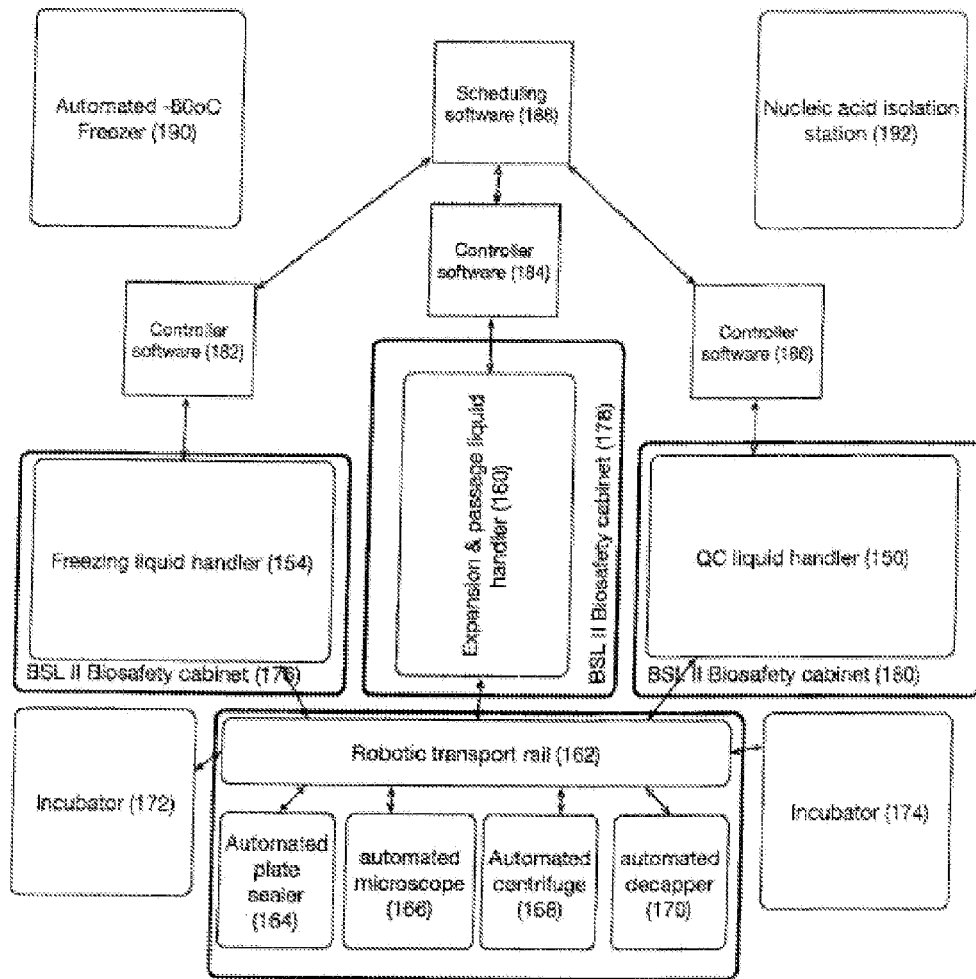 Automated -80oC
Freezer (190)
Scheduling
software (188)
Nucleic acid isolation
station (192)
Controller
software (184)
Controller
software (182)
Controller
software (186)
Freezing liquid handler (154)
BSL II Biosafety cabinet (176)
Expansion & passage liquid
handler (160)
BSL II Biosafety cabinet (178)
QC liquid handler (150)
BSL II Biosafety cabinet (180)
Robotic transport rail (162)
Incubator (172)
Incubator (174)
Automated
plate
sealer
(164)
automated
microscope
(166)
Automated
centrifuge
(168)
automated
decapper
(170)